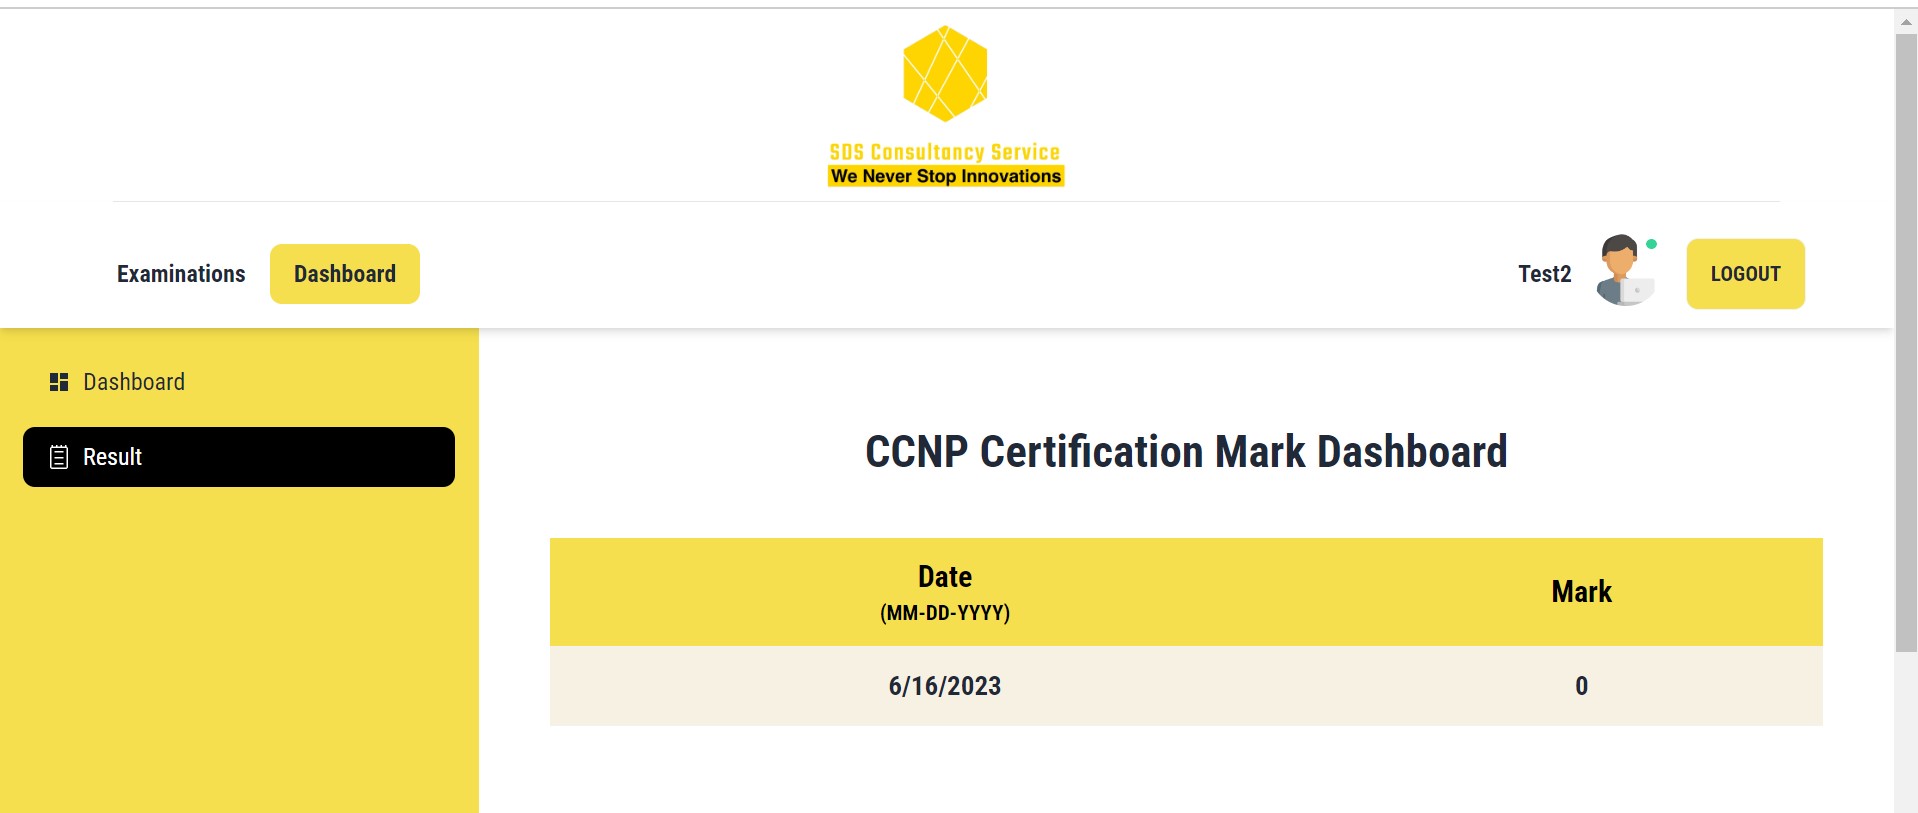 SDS Consultancy Service
We Never Stop Innovations
Examinations Dashboard Test2 LOGOUT
Dashboard
Result
CCNP Certification Mark Dashboard
Date Mark
(MM-DD-YYYY)
6/16/2023 0